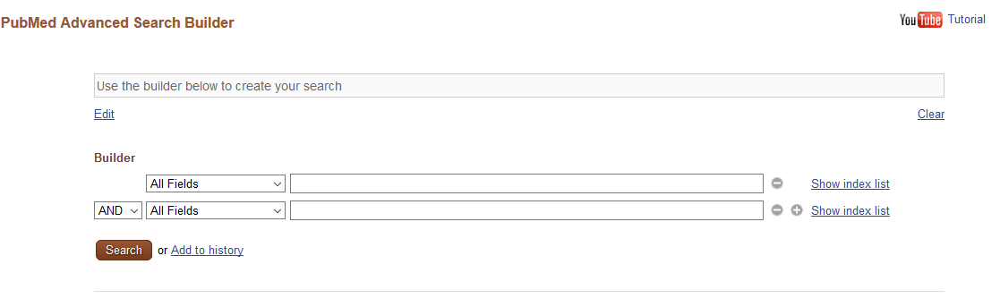 PubMed Advanced Search Builder
YouTube Tutorial
Use the builder below to create your search
Edit
Clear
Builder
All Fields
Show index list
AND All Fields
Show index list
Search or Add to history